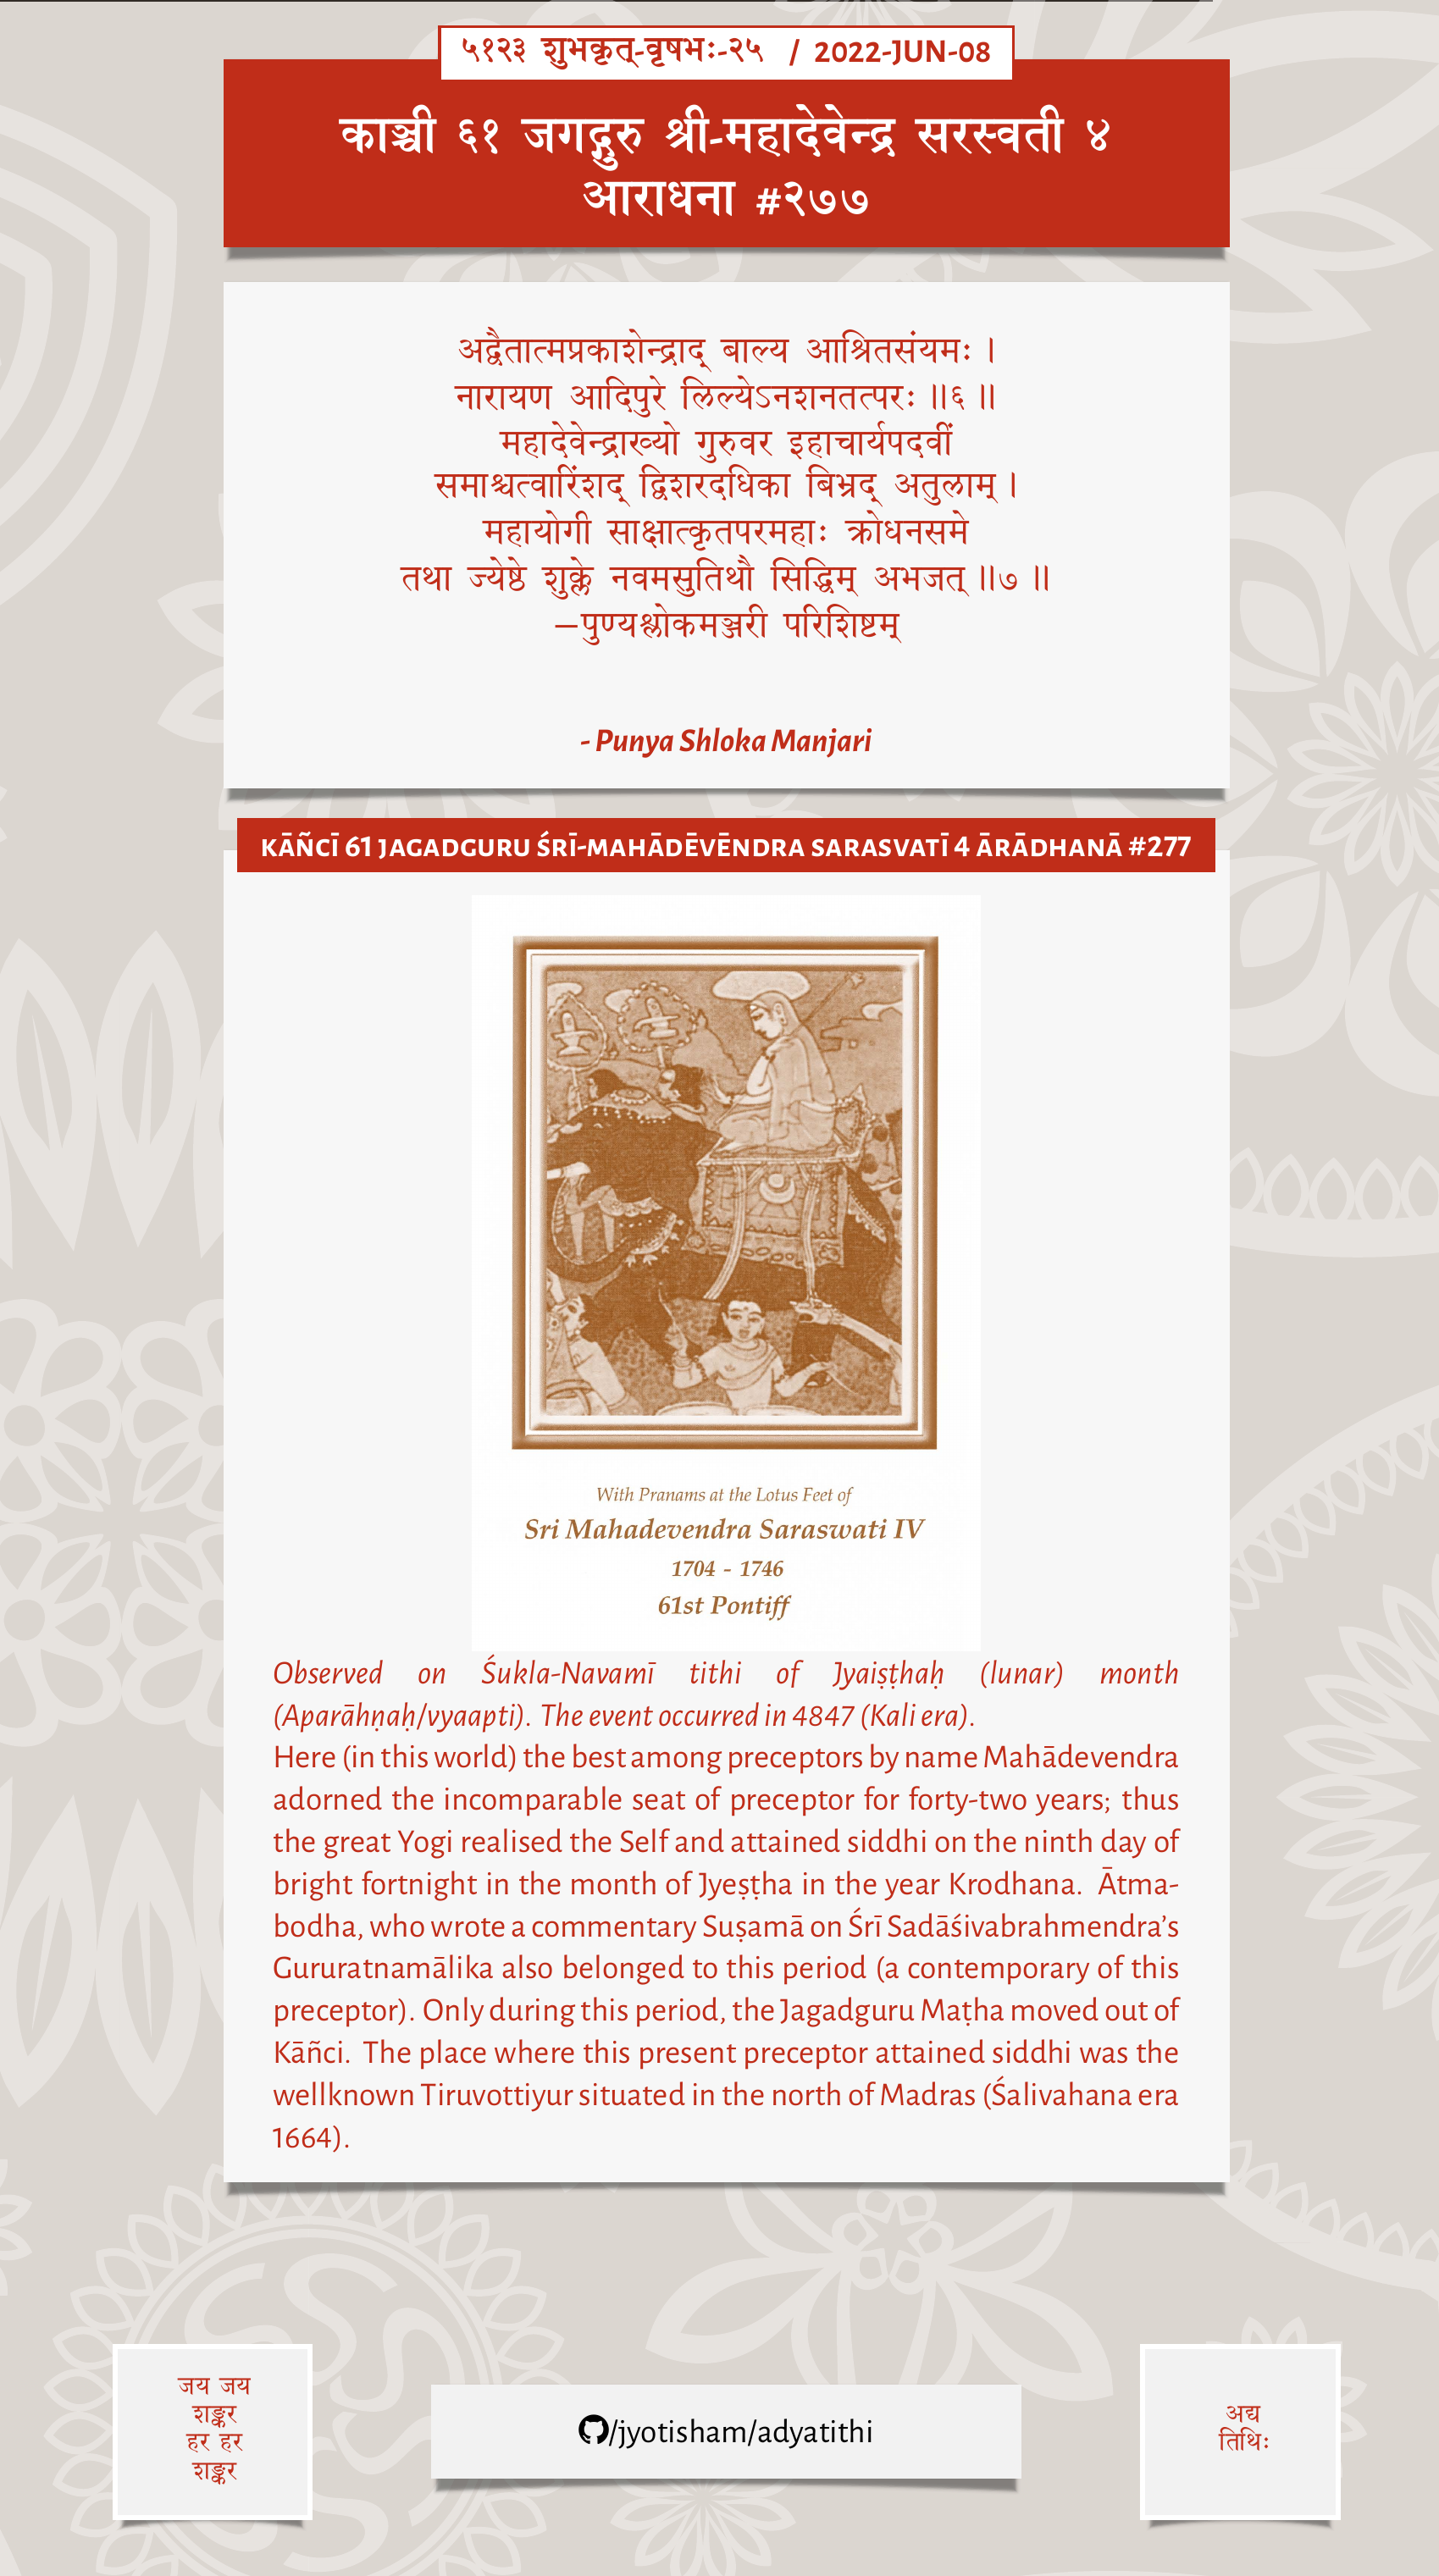 ५१२३ शुभकृत्-वृषभः-२५ / 2022-JUN-08
काञ्ची ६१ जगद्गुरु श्री-महादेवेन्द्र सरस्वती ४
आराधना #२७७
अद्वैतात्मप्रकाशेन्द्राद् बाल्य आश्रितसंयमः ।
नारायण आदिपुरे लिल्येऽनशनतत्परः ॥६॥
महादेवेन्द्राख्यो गुरुवर इहाचार्यपदवीं
समाश्चत्वारिंशद् द्विशरदधिका बिभ्रद् अतुलाम् ।
महायोगी साक्षात्कृतपरमहाः क्रोधनसमे
तथा ज्येष्ठे शुक्ले नवमसुतिथौ सिद्धिम् अभजत् ॥७॥
–पुण्यश्लोकमञ्जरी परिशिष्टम्
- Punya Shloka Manjari
KĀÑCĪ 61 JAGADGURU ŚRĪ-MAHĀDĒVĒNDRA SARASVATĪ 4 ĀRĀDHANĀ #277
With Pranams at the Lotus Feet of
Sri Mahadevendra Saraswati IV
1704 - 1746
61st Pontiff
Observed on Śukla-Navamī tithi of Jyaiṣṭhaḥ (lunar) month
(Aparāhṇaḥ/vyaapti). The event occurred in 4847 (Kali era).
Here (in this world) the best among preceptors by name Mahādevendra
adorned the incomparable seat of preceptor for forty-two years; thus
the great Yogi realised the Self and attained siddhi on the ninth day of
bright fortnight in the month of Jyeṣṭha in the year Krodhana. Ātma-
bodha, who wrote a commentary Suṣamā on Śrī Sadāśivabrahmendra's
Gururatnamālika also belonged to this period (a contemporary of this
preceptor). Only during this period, the Jagadguru Maṭha moved out of
Kāñci. The place where this present preceptor attained siddhi was the
wellknown Tiruvottiyur situated in the north of Madras (Śalivahana era
1664).
जय जय
शङ्कर
हर हर
शङ्कर
/jyotisham/adyatithi
अद्य
तिथिः